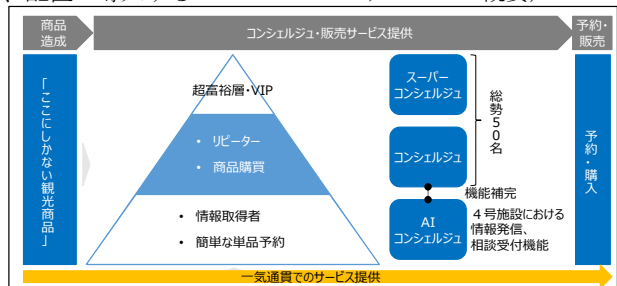 商品
造成
コンシェルジュ・販売サービス提供
予約・
販売
「ここにしかない観光商品」
超富裕層・VIP
・ リピーター
・ 商品購買
・ 情報取得者
・ 簡単な単品予約
スーパー
コンシェルジュ
コンシェルジュ
総勢50名
機能補完
AI
コンシェルジュ
４号施設における
情報発信、
相談受付機能
予約・購入
一気通貫でのサービス提供